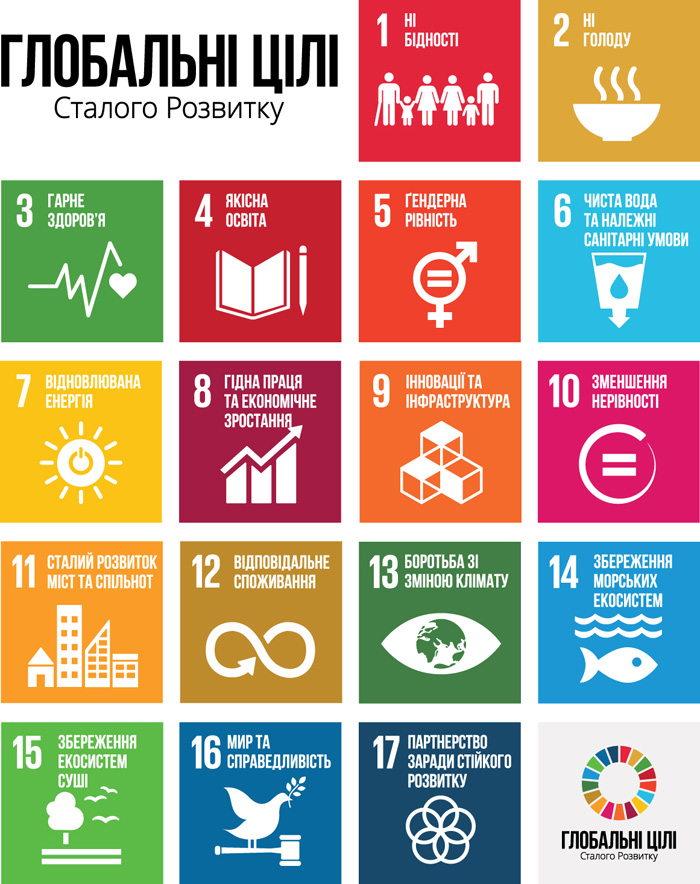 ГЛОБАЛЬНІ ЦІЛІ
Сталого Розвитку
1 НІ
БІДНОСТІ
2 НІ
ГОЛОДУ
3 ГАРНЕ
ЗДОРОВ'Я
4 ЯКІСНА
ОСВІТА
5 ҐЕНДЕРНА
РІВНІСТЬ
6 ЧИСТА ВОДА
ТА НАЛЕЖНІ
САНІТАРНІ УМОВИ
7 ВІДНОВЛЮВАНА
ЕНЕРГІЯ
8 ГІДНА ПРАЦЯ
ТА ЕКОНОМІЧНЕ
ЗРОСТАННЯ
9 ІННОВАЦІЇ ТА
ІНФРАСТРУКТУРА
10 ЗМЕНШЕННЯ
НЕРІВНОСТІ
11 СТАЛИЙ РОЗВИТОК
МІСТ ТА СПІЛЬНОТ
12 ВІДПОВІДАЛЬНЕ
СПОЖИВАННЯ
13 БОРОТЬБА ЗІ
ЗМІНОЮ КЛІМАТУ
14 ЗБЕРЕЖЕННЯ
МОРСЬКИХ
ЕКОСИСТЕМ
15 ЗБЕРЕЖЕННЯ
ЕКОСИСТЕМ
СУШІ
16 МИР ТА
СПРАВЕДЛИВІСТЬ
17 ПАРТНЕРСТВО
ЗАРАДИ СТІЙКОГО
РОЗВИТКУ
ГЛОБАЛЬНІ ЦІЛІ
Сталого Розвитку